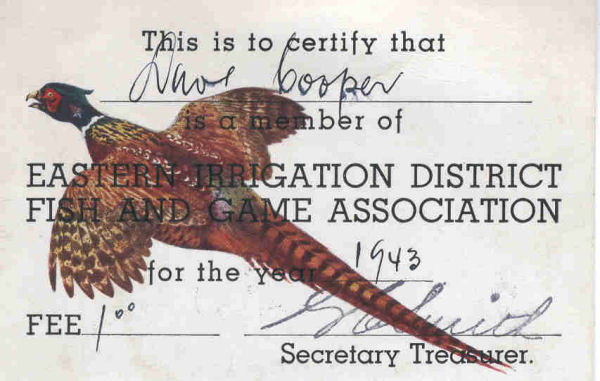 This is to certify that
Dave Cooper
is a member of
EASTERN IRRIGATION DISTRICT
FISH AND GAME ASSOCIATION
for the year 1943
FEE 1⁰⁰
Secretary Treasurer.